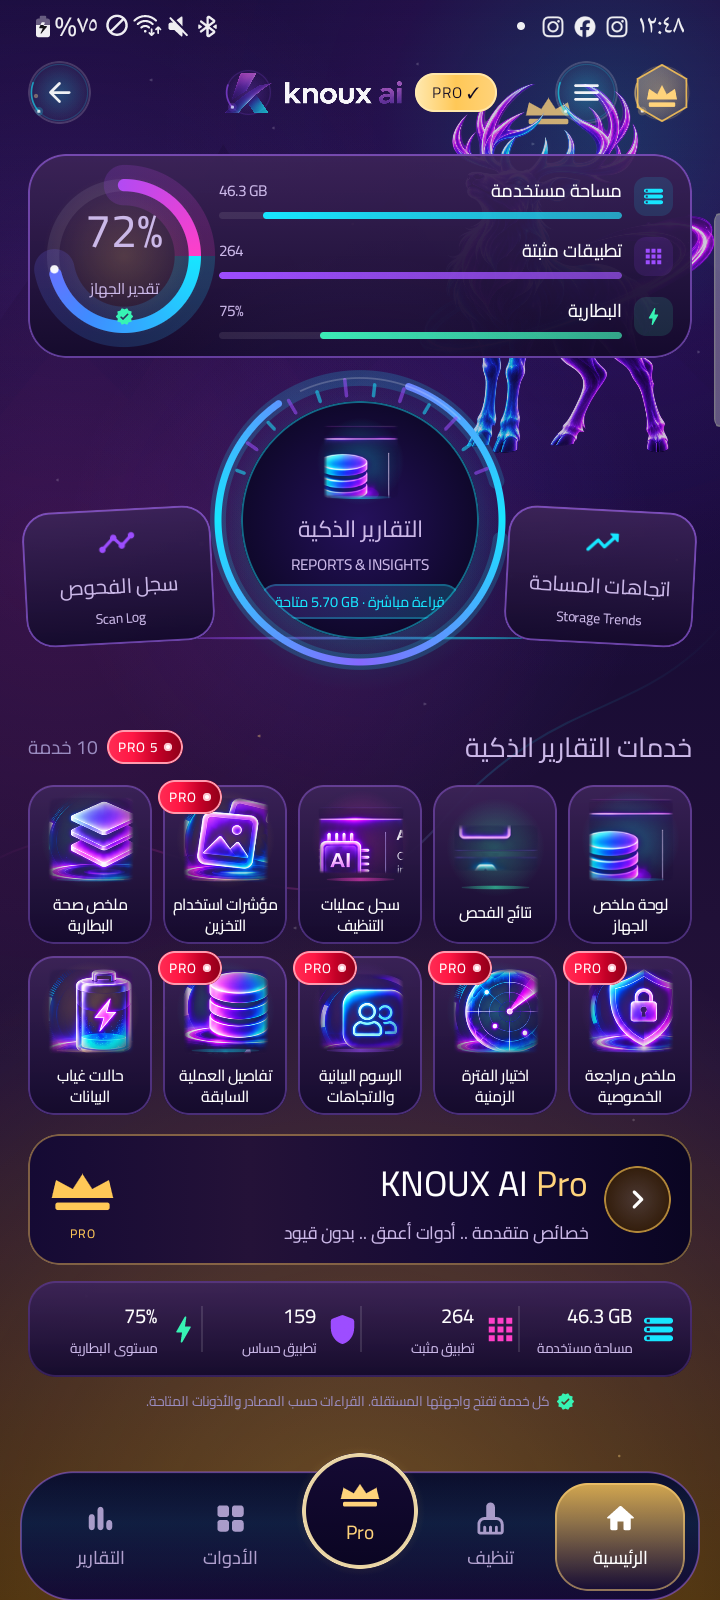 ١٢:٤٨
%٧٥
knoux ai
PRO ✓
مساحة مستخدمة
46.3 GB
تطبيقات مثبتة
264
البطارية
75%
72%
تقدير الجهاز
التقارير الذكية
REPORTS & INSIGHTS
قراءة مباشرة · 5.70 GB متاحة
اتجاهات المساحة
Storage Trends
سجل الفحوص
Scan Log
خدمات التقارير الذكية
PRO 5
10 خدمة
لوحة ملخص الجهاز
نتائج الفحص
AI
سجل عمليات التنظيف
PRO
مؤشرات استخدام التخزين
ملخص صحة البطارية
PRO
ملخص مراجعة الخصوصية
PRO
اختيار الفترة الزمنية
PRO
الرسوم البيانية والاتجاهات
PRO
تفاصيل العملية السابقة
حالات غياب البيانات
KNOUX AI Pro
خصائص متقدمة .. أدوات أعمق .. بدون قيود
PRO
46.3 GB
مساحة مستخدمة
264
تطبيق مثبت
159
تطبيق حساس
75%
مستوى البطارية
كل خدمة تفتح واجهتها المستقلة. القراءات حسب المصادر والأذونات المتاحة.
الرئيسية
تنظيف
Pro
الأدوات
التقارير